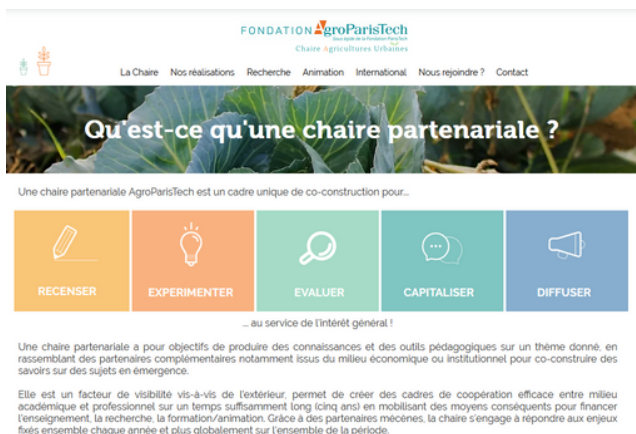 FONDATION AgroParisTech
Sous égide de la Fondation ParisTech
Chaire Agricultures Urbaines
La Chaire Nos réalisations Recherche Animation International Nous rejoindre ? Contact
Qu'est-ce qu'une chaire partenariale ?
Une chaire partenariale AgroParisTech est un cadre unique de co-construction pour...
RECENSER EXPERIMENTER EVALUER CAPITALISER DIFFUSER
... au service de l'intérêt général !
Une chaire partenariale a pour objectifs de produire des connaissances et des outils pédagogiques sur un thème donné, en
rassemblant des partenaires complémentaires notamment issus du milieu économique ou institutionnel pour co-construire des
savoirs sur des sujets en émergence.
Elle est un facteur de visibilité vis-à-vis de l'extérieur, permet de créer des cadres de coopération efficace entre milieu
académique et professionnel sur un temps suffisamment long (cinq ans) en mobilisant des moyens conséquents pour financer
l'enseignement, la recherche, la formation/animation. Grâce à des partenaires mécènes, la chaire s'engage à répondre aux enjeux
fixés ensemble chaque année et plus globalement sur l'ensemble de la période.